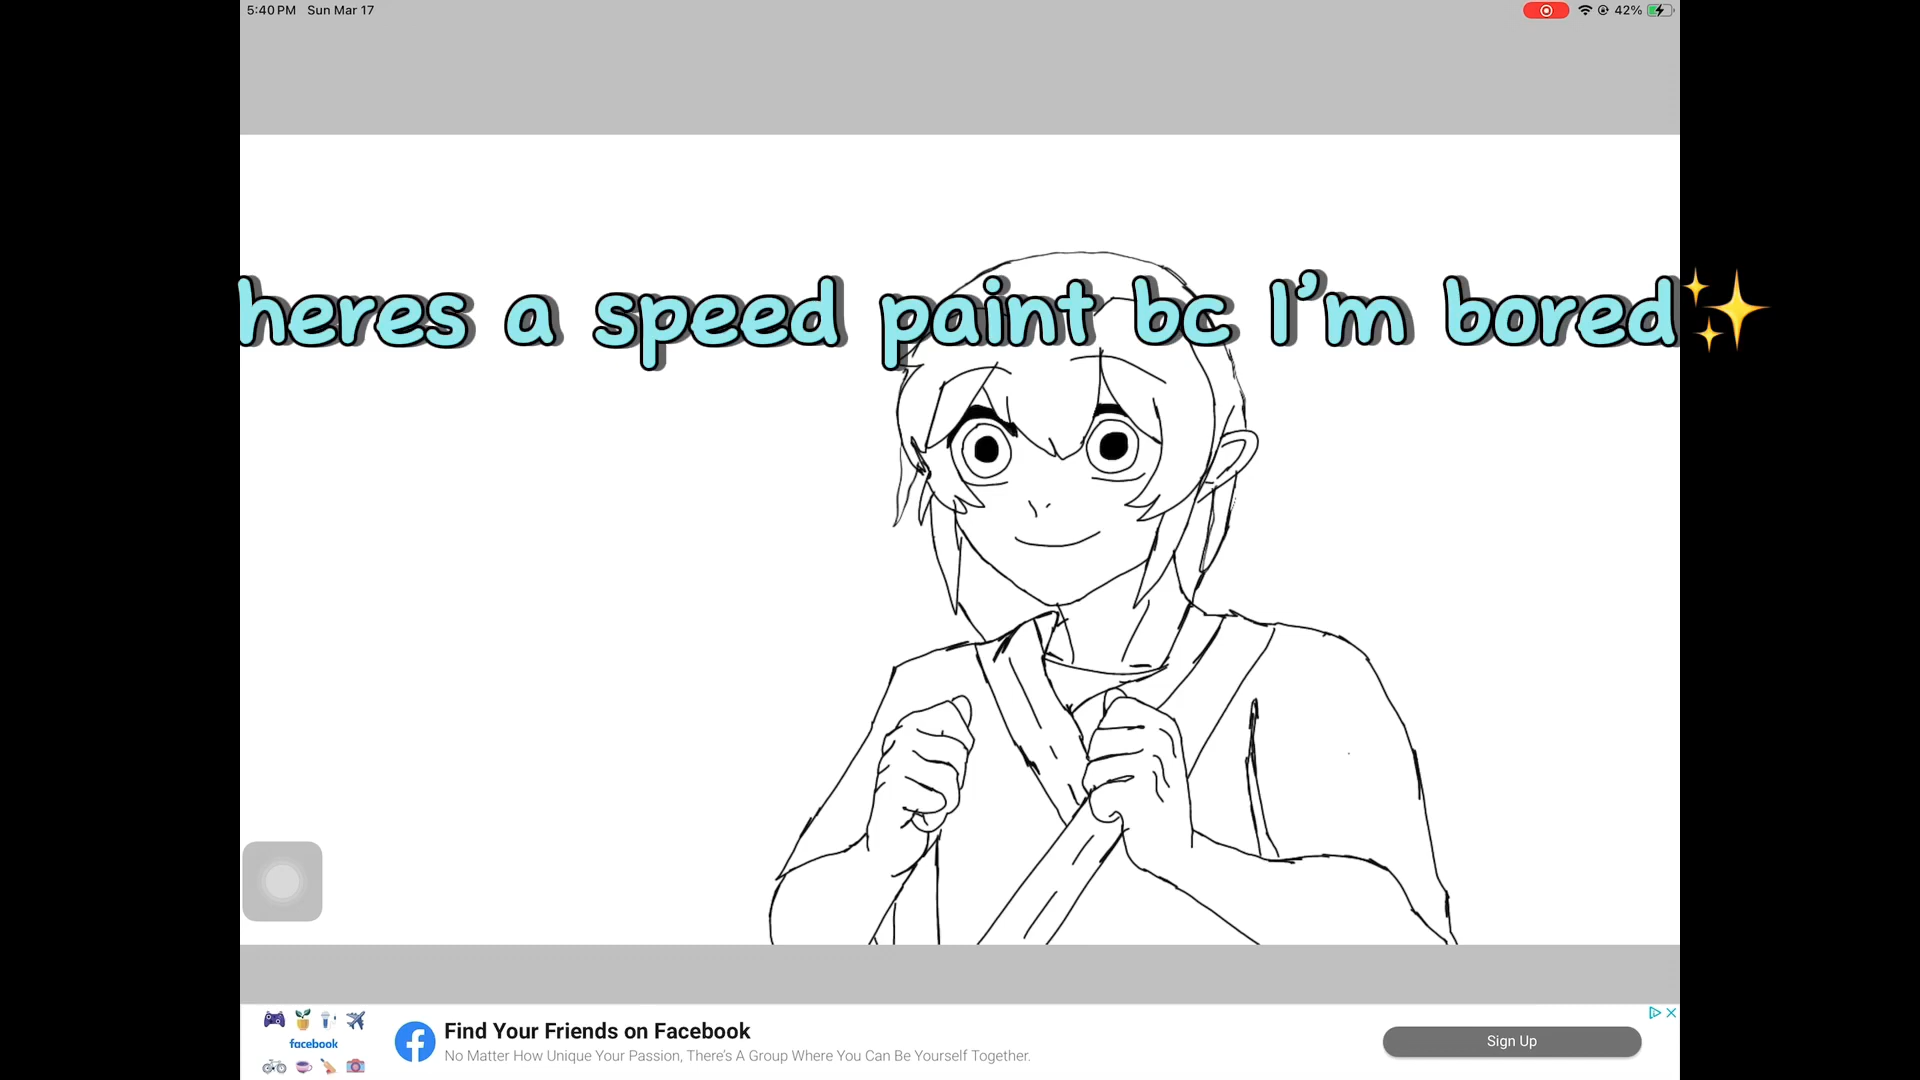 5:40 PM Sun Mar 17 42%
heres a speed paint bc I'm bored✨
facebook
Find Your Friends on Facebook
No Matter How Unique Your Passion, There's A Group Where You Can Be Yourself Together.
Sign Up